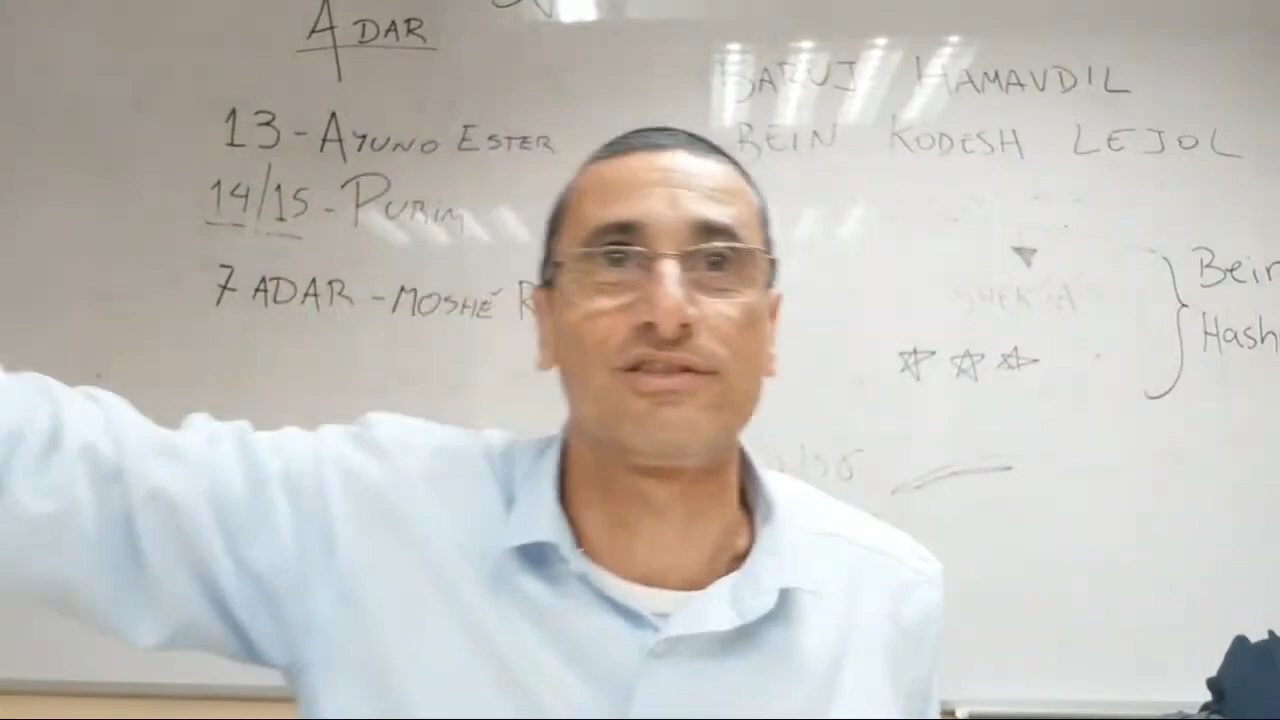 ADAR
13 - AYUNO ESTER
14/15 - PURIM
7 ADAR - MOSHÉ R
BARUJ HAMAVDIL
BEIN KODESH LEJOL
Bein
Hash